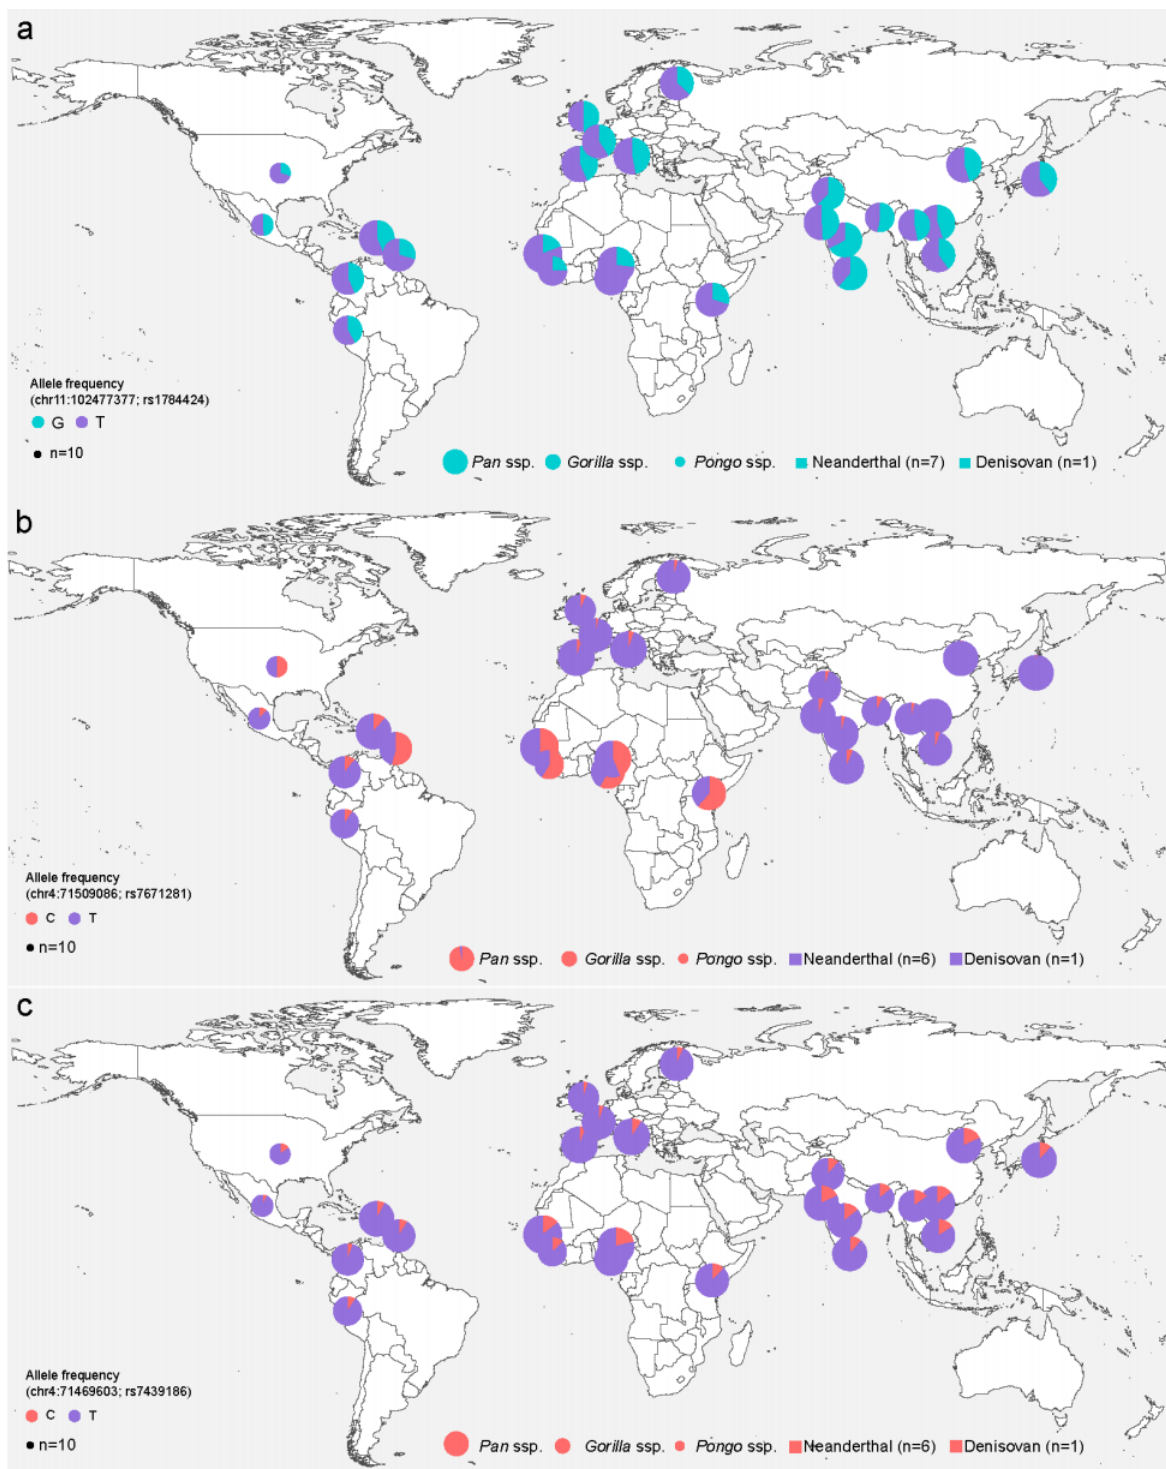 a
Allele frequency
(chr11:102477377; rs1784424)
G T
n=10
Pan ssp. Gorilla ssp. Pongo ssp. Neanderthal (n=7) Denisovan (n=1)
b
Allele frequency
(chr4:71509086; rs7671281)
C T
n=10
Pan ssp. Gorilla ssp. Pongo ssp. Neanderthal (n=6) Denisovan (n=1)
c
Allele frequency
(chr4:71469603; rs7439186)
C T
n=10
Pan ssp. Gorilla ssp. Pongo ssp. Neanderthal (n=6) Denisovan (n=1)